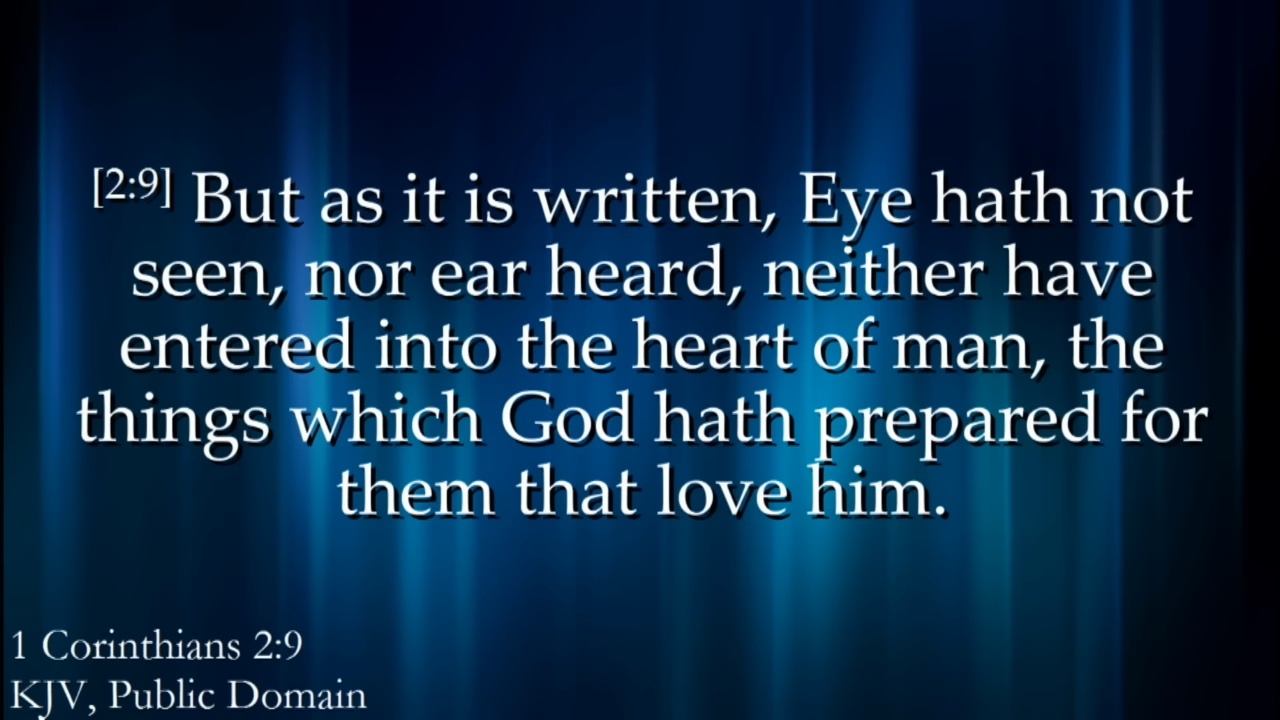 [2:9] But as it is written, Eye hath not
seen, nor ear heard, neither have
entered into the heart of man, the
things which God hath prepared for
them that love him.
1 Corinthians 2:9
KJV, Public Domain